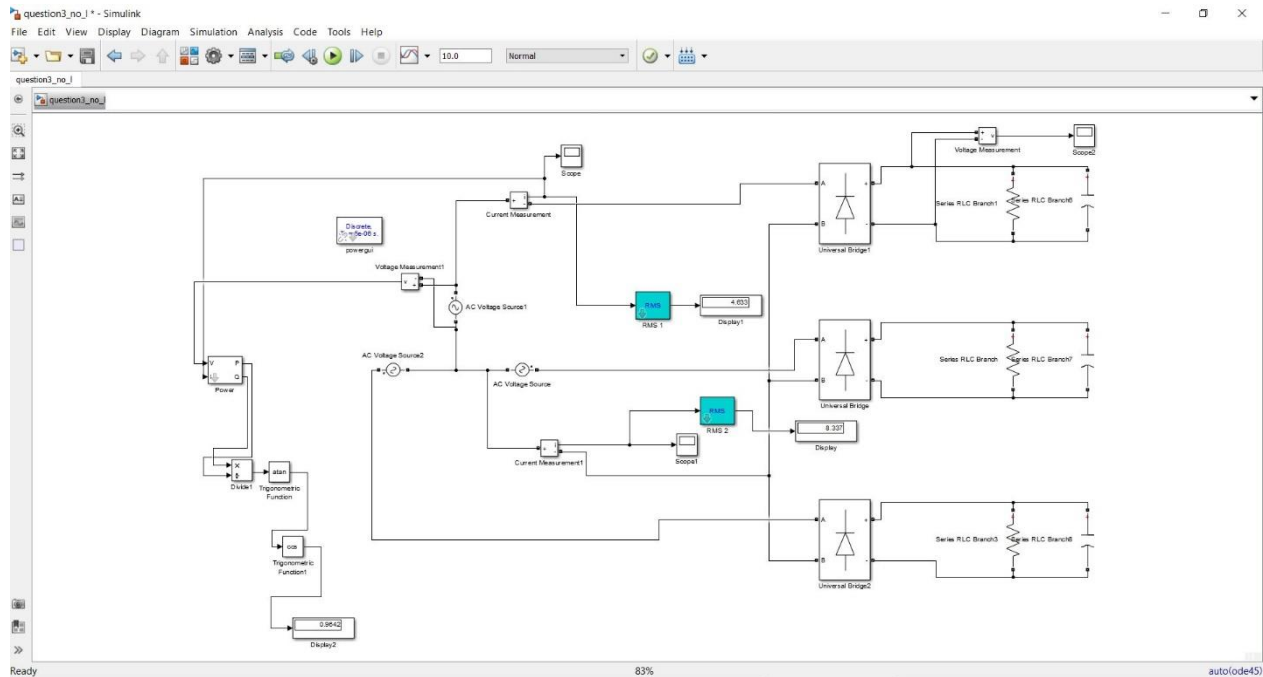 question3_no_l * - Simulink
File Edit View Display Diagram Simulation Analysis Code Tools Help
10.0
Normal
question3_no_l
question3_no_l
Scope
Current Measurement
Discrete,
powergui
Voltage Measurement1
AC Voltage Source1
AC Voltage Source2
AC Voltage Source
RMS
RMS 1
4.633
Display1
RMS
RMS 2
8.337
Display
Current Measurement1
Scope1
V P
I Q
Power
Divide1
atan
Trigonometric
Function
cos
Trigonometric
Function1
0.9642
Display2
A
B
Universal Bridge1
Voltage Measurement
Scope2
Series RLC Branch1
Series RLC Branch5
A
B
Universal Bridge
Series RLC Branch
Series RLC Branch7
A
B
Universal Bridge2
Series RLC Branch3
Ready
83%
auto(ode45)